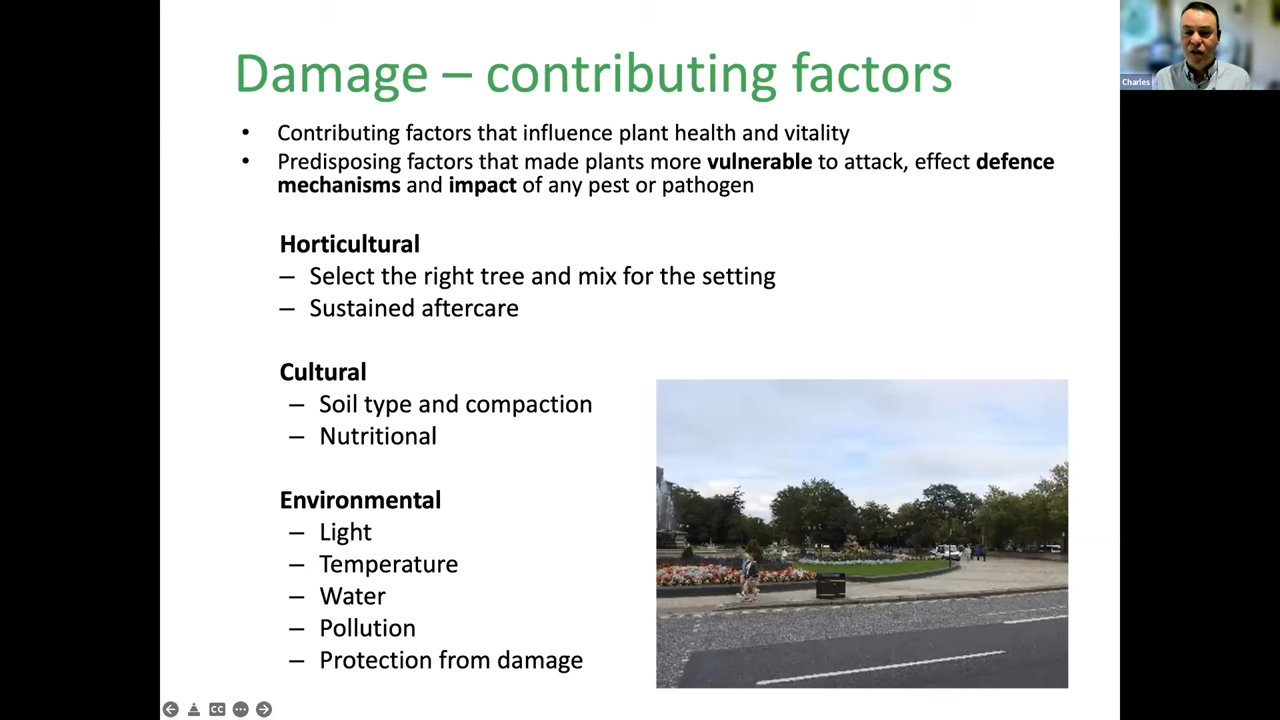 Damage – contributing factors
• Contributing factors that influence plant health and vitality
• Predisposing factors that made plants more vulnerable to attack, effect defence
mechanisms and impact of any pest or pathogen
Horticultural
– Select the right tree and mix for the setting
– Sustained aftercare
Cultural
– Soil type and compaction
– Nutritional
Environmental
– Light
– Temperature
– Water
– Pollution
– Protection from damage
Charles
CC